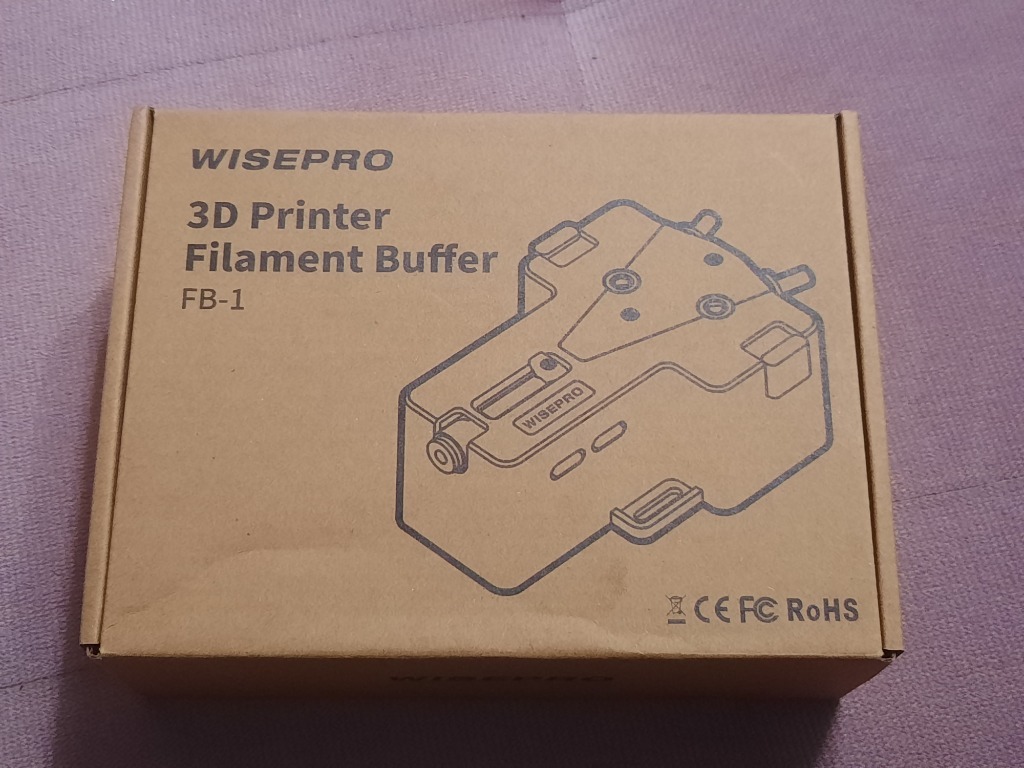 WISEPRO
3D Printer
Filament Buffer
FB-1
WISEPRO
CE FC RoHS
WISEPRO